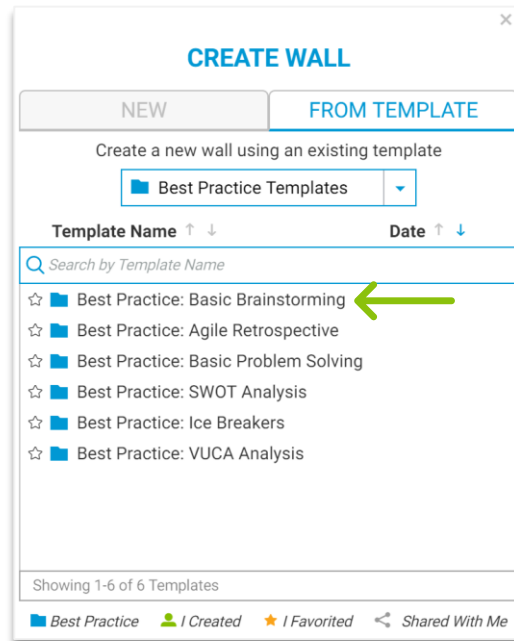 CREATE WALL
NEW FROM TEMPLATE
Create a new wall using an existing template
Best Practice Templates
Template Name ↑ ↓ Date ↑ ↓
Search by Template Name
Best Practice: Basic Brainstorming
Best Practice: Agile Retrospective
Best Practice: Basic Problem Solving
Best Practice: SWOT Analysis
Best Practice: Ice Breakers
Best Practice: VUCA Analysis
Showing 1-6 of 6 Templates
Best Practice I Created I Favorited Shared With Me